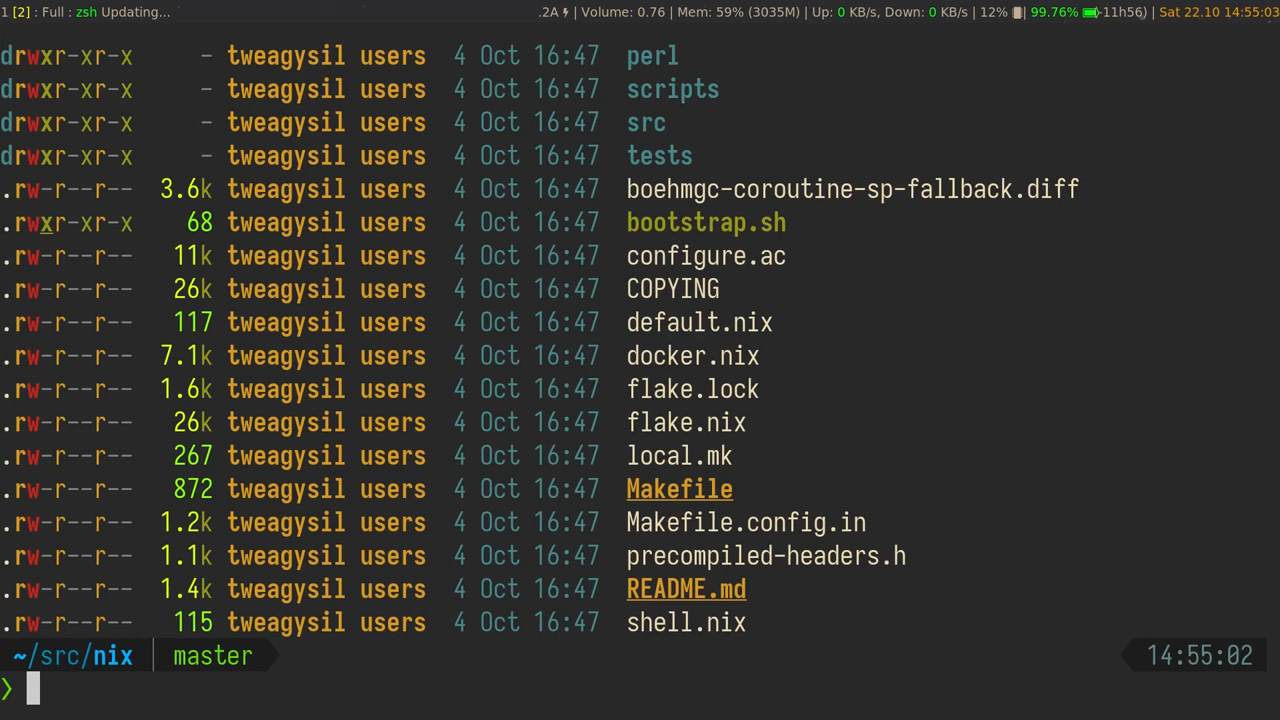 1 [2] : Full : zsh Updating... .2A⚡ | Volume: 0.76 | Mem: 59% (3035M) | Up: 0 KB/s, Down: 0 KB/s | 12% | 99.76% -11h56 | Sat 22.10 14:55:03
drwxr-xr-x - tweagysil users 4 Oct 16:47 perl
drwxr-xr-x - tweagysil users 4 Oct 16:47 scripts
drwxr-xr-x - tweagysil users 4 Oct 16:47 src
drwxr-xr-x - tweagysil users 4 Oct 16:47 tests
.rw-r--r-- 3.6k tweagysil users 4 Oct 16:47 boehmgc-coroutine-sp-fallback.diff
.rwxr-xr-x 68 tweagysil users 4 Oct 16:47 bootstrap.sh
.rw-r--r-- 11k tweagysil users 4 Oct 16:47 configure.ac
.rw-r--r-- 26k tweagysil users 4 Oct 16:47 COPYING
.rw-r--r-- 117 tweagysil users 4 Oct 16:47 default.nix
.rw-r--r-- 7.1k tweagysil users 4 Oct 16:47 docker.nix
.rw-r--r-- 1.6k tweagysil users 4 Oct 16:47 flake.lock
.rw-r--r-- 26k tweagysil users 4 Oct 16:47 flake.nix
.rw-r--r-- 267 tweagysil users 4 Oct 16:47 local.mk
.rw-r--r-- 872 tweagysil users 4 Oct 16:47 Makefile
.rw-r--r-- 1.2k tweagysil users 4 Oct 16:47 Makefile.config.in
.rw-r--r-- 1.1k tweagysil users 4 Oct 16:47 precompiled-headers.h
.rw-r--r-- 1.4k tweagysil users 4 Oct 16:47 README.md
.rw-r--r-- 115 tweagysil users 4 Oct 16:47 shell.nix
~/src/nix master 14:55:02
❯